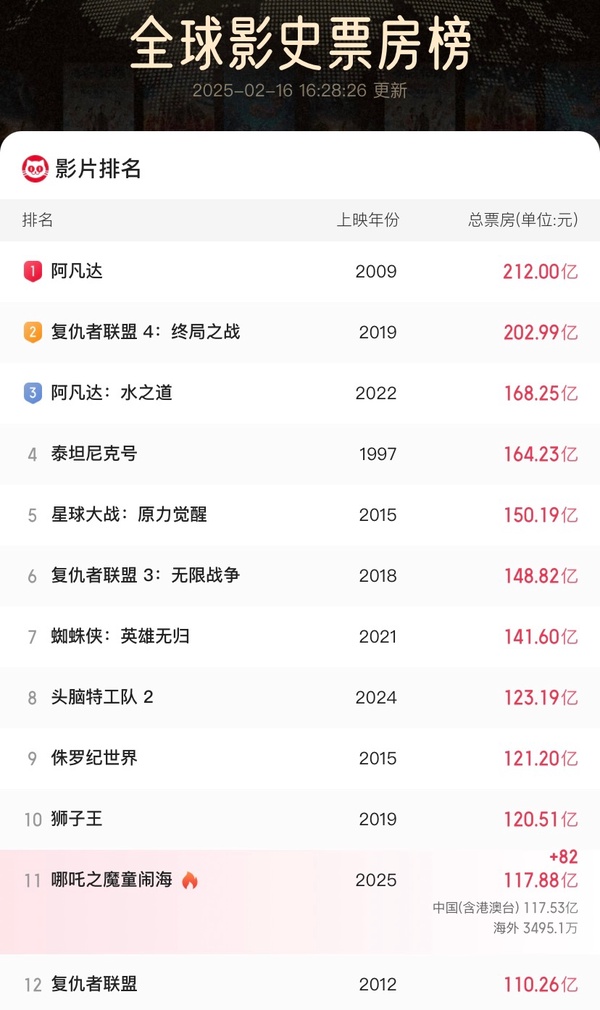 全球影史票房榜
2025-02-16 16:28:26 更新
影片排名
排名 上映年份 总票房(单位:元)
1 阿凡达 2009 212.00亿
2 复仇者联盟 4：终局之战 2019 202.99亿
3 阿凡达：水之道 2022 168.25亿
4 泰坦尼克号 1997 164.23亿
5 星球大战：原力觉醒 2015 150.19亿
6 复仇者联盟 3：无限战争 2018 148.82亿
7 蜘蛛侠：英雄无归 2021 141.60亿
8 头脑特工队 2 2024 123.19亿
9 侏罗纪世界 2015 121.20亿
10 狮子王 2019 120.51亿
+82
11 哪吒之魔童闹海 2025 117.88亿
中国(含港澳台) 117.53亿
海外 3495.1万
12 复仇者联盟 2012 110.26亿